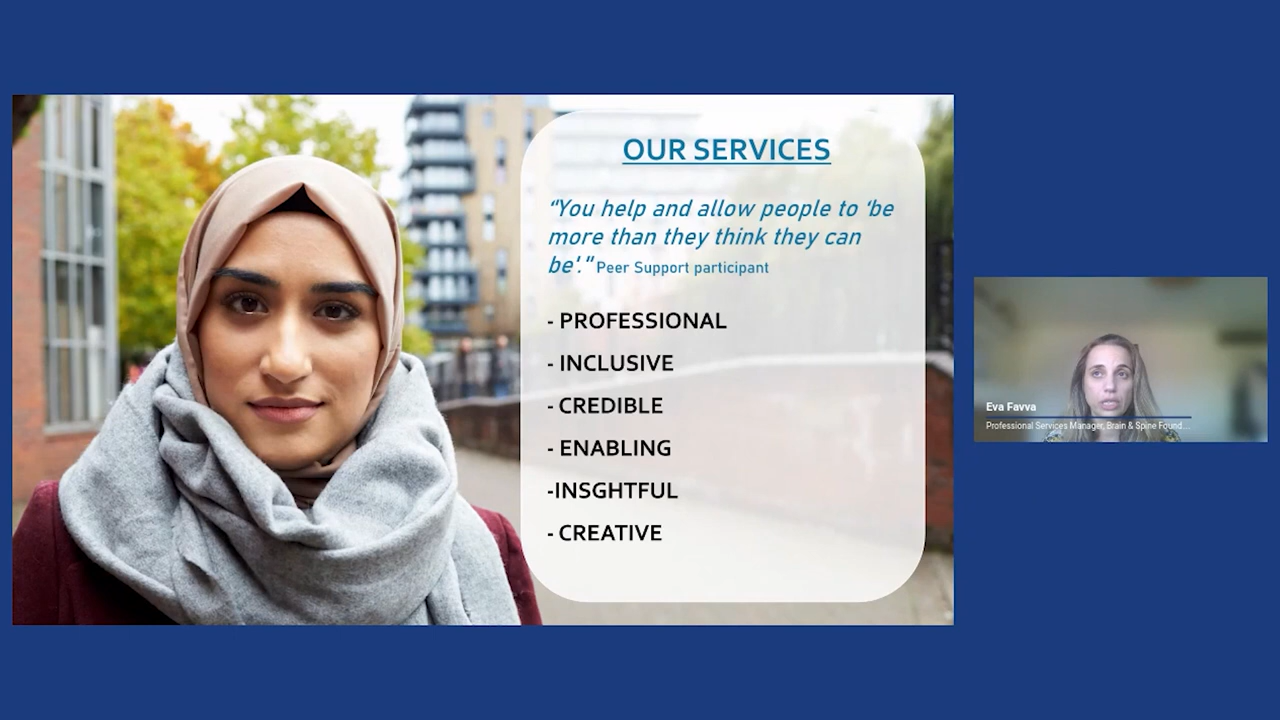 OUR SERVICES
"You help and allow people to 'be
more than they think they can
be'." Peer Support participant
- PROFESSIONAL
- INCLUSIVE
- CREDIBLE
- ENABLING
-INSGHTFUL
- CREATIVE
Eva Favva
Professional Services Manager, Brain & Spine Found...